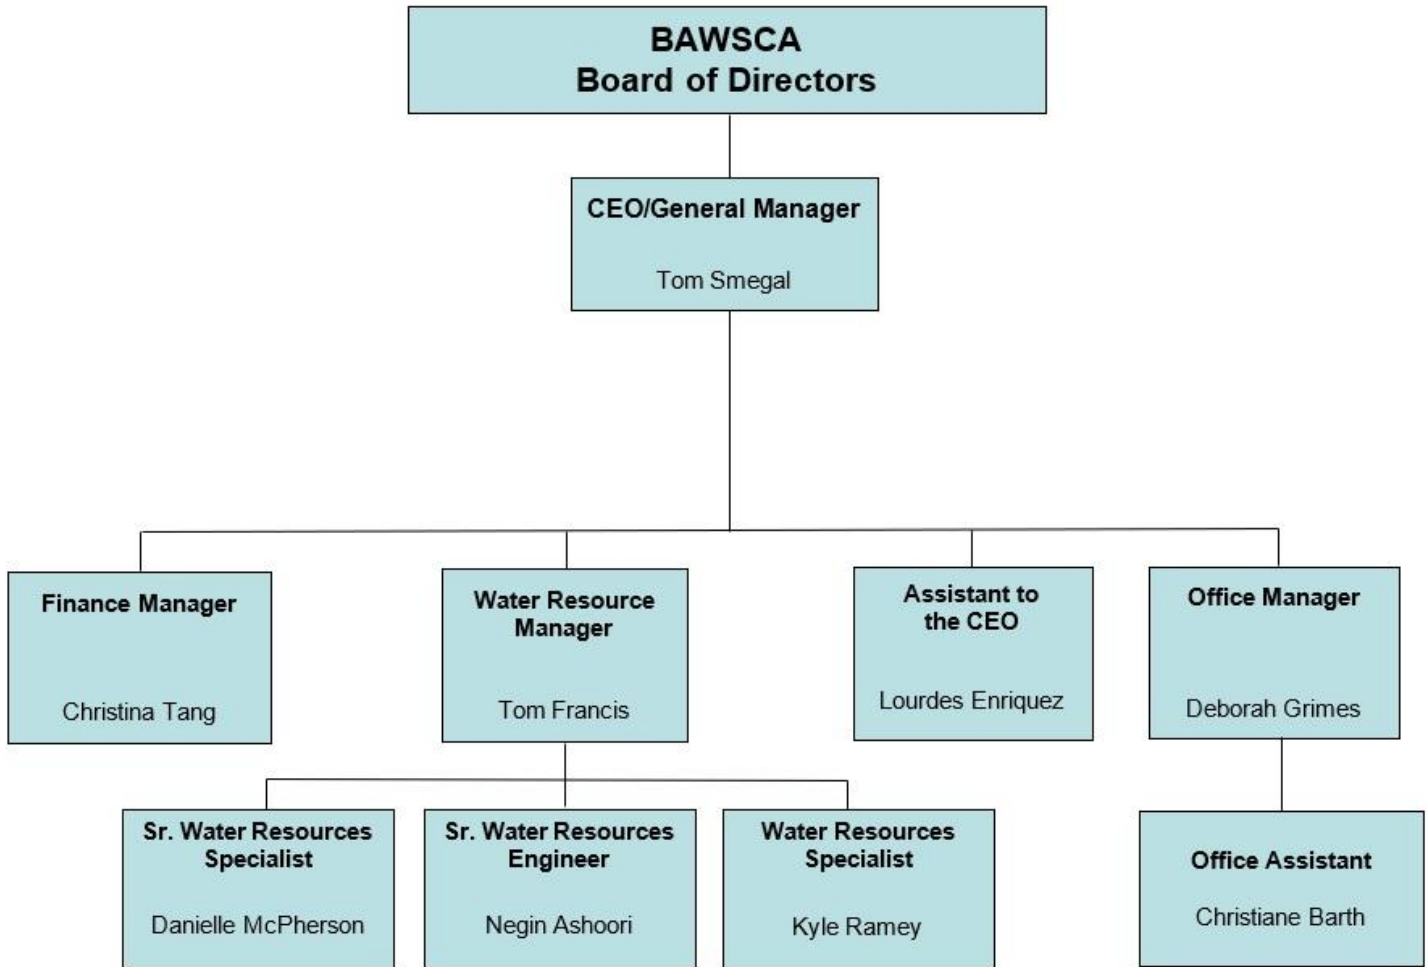 BAWSCA
Board of Directors
CEO/General Manager
Tom Smegal
Finance Manager
Christina Tang
Water Resource
Manager
Tom Francis
Assistant to
the CEO
Lourdes Enriquez
Office Manager
Deborah Grimes
Sr. Water Resources
Specialist
Danielle McPherson
Sr. Water Resources
Engineer
Negin Ashoori
Water Resources
Specialist
Kyle Ramey
Office Assistant
Christiane Barth